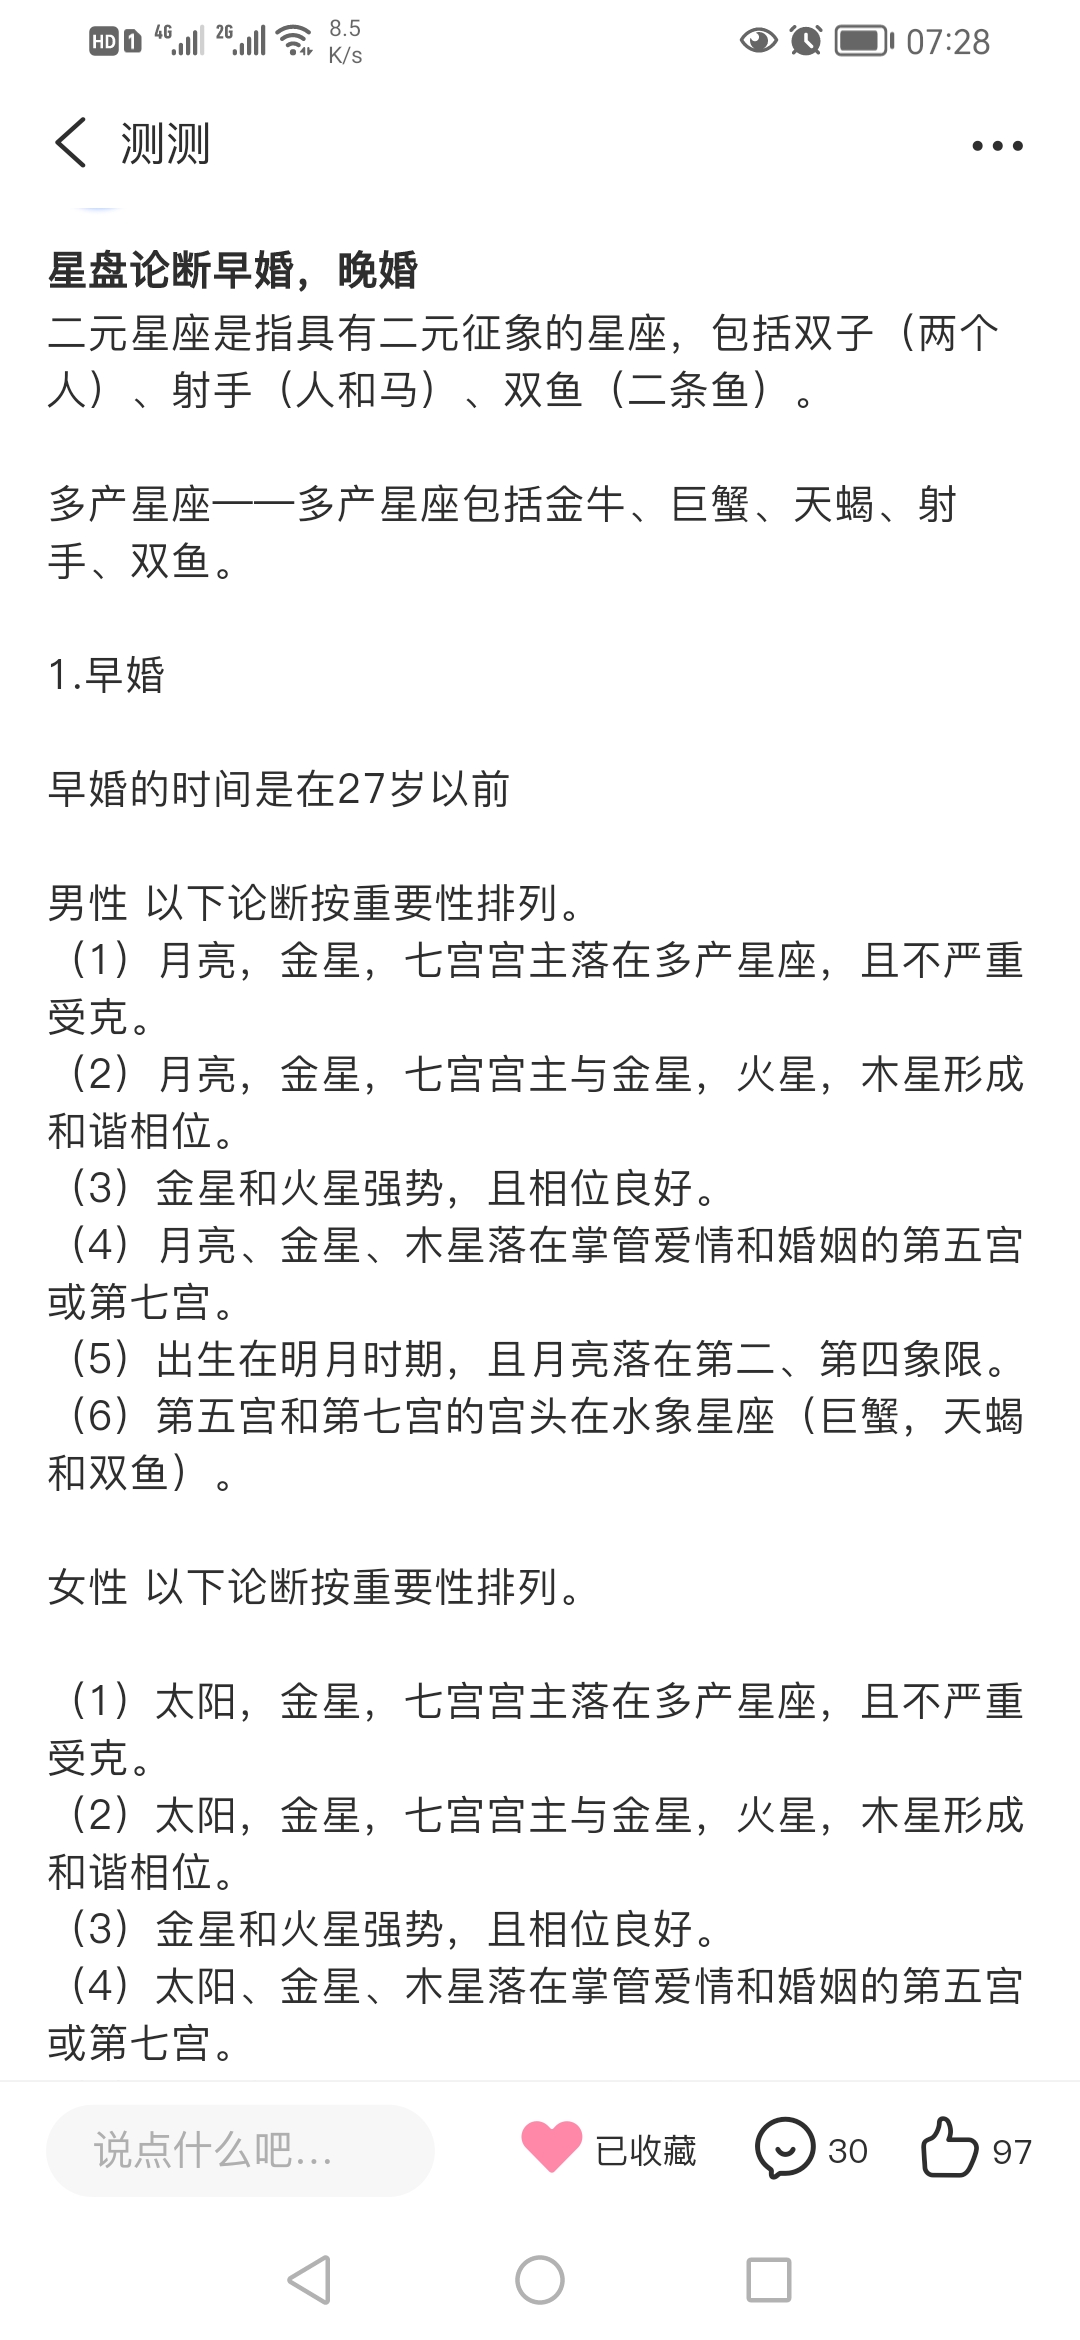 HD 1 4G 2G 8.5 K/s 07:28
测测
星盘论断早婚，晚婚
二元星座是指具有二元征象的星座，包括双子（两个
人）、射手（人和马）、双鱼（二条鱼）。
多产星座——多产星座包括金牛、巨蟹、天蝎、射
手、双鱼。
1.早婚
早婚的时间是在27岁以前
男性 以下论断按重要性排列。
（1）月亮，金星，七宫宫主落在多产星座，且不严重
受克。
（2）月亮，金星，七宫宫主与金星，火星，木星形成
和谐相位。
（3）金星和火星强势，且相位良好。
（4）月亮、金星、木星落在掌管爱情和婚姻的第五宫
或第七宫。
（5）出生在明月时期，且月亮落在第二、第四象限。
（6）第五宫和第七宫的宫头在水象星座（巨蟹，天蝎
和双鱼）。
女性 以下论断按重要性排列。
（1）太阳，金星，七宫宫主落在多产星座，且不严重
受克。
（2）太阳，金星，七宫宫主与金星，火星，木星形成
和谐相位。
（3）金星和火星强势，且相位良好。
（4）太阳、金星、木星落在掌管爱情和婚姻的第五宫
或第七宫。
说点什么吧... 已收藏 30 97